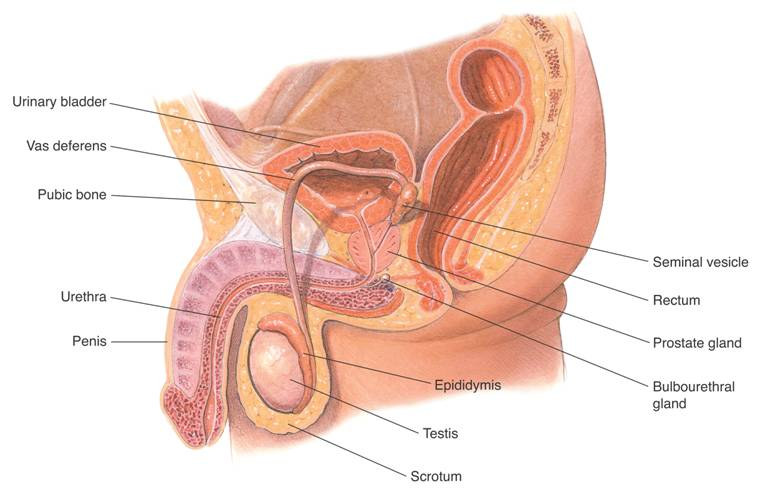 Urinary bladder
Vas deferens
Pubic bone
Urethra
Penis
Seminal vesicle
Rectum
Prostate gland
Bulbourethral
gland
Epididymis
Testis
Scrotum